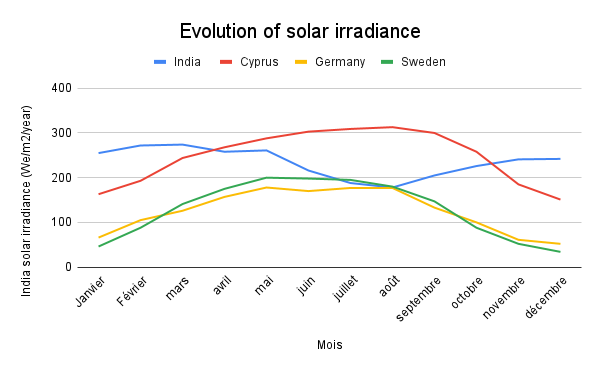 Evolution of solar irradiance
India Cyprus Germany Sweden
India solar irradiance (We/m2/year)
400
300
200
100
0
Janvier Février mars avril mai juin juillet août septembre octobre novembre décembre
Mois